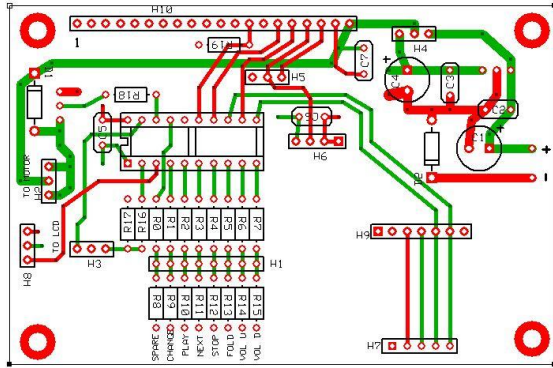 H10
1
R19
C7
H4
+
D1
H5
C4
C3
R18
C5
C2
C1
+
H6
-
D2
TO MOTOR
H2
R17
R16
R0
R1
R2
R3
R4
R5
R6
R7
TO LCD
H8
H3
H9
H1
R8
R9
R10
R11
R12
R13
R14
R15
SPARE
CHANGE
PLAY
NEXT
STOP
FOLD
VOL U
VOL D
H7